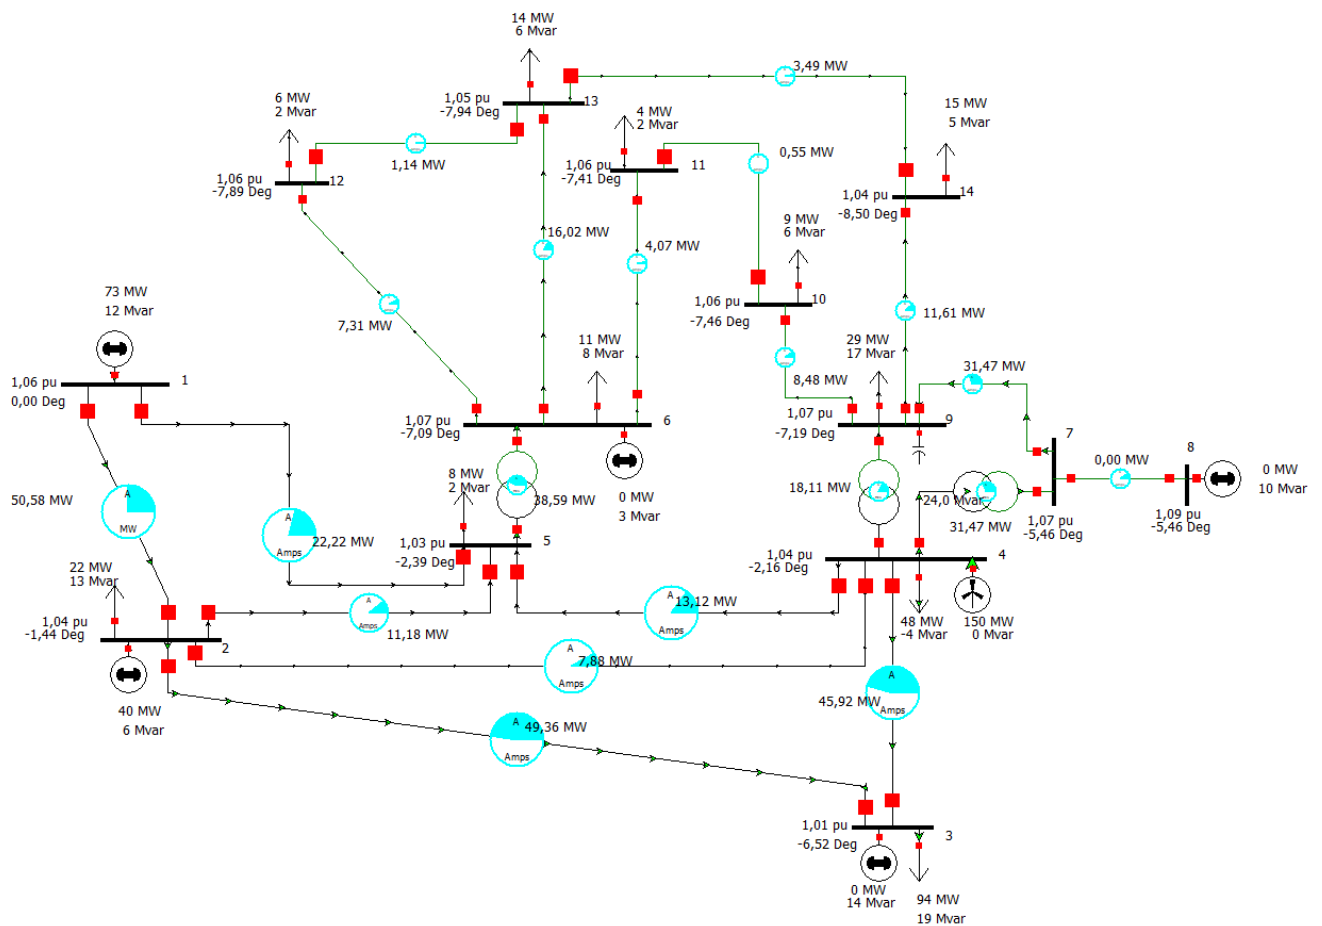 14 MW
6 Mvar
3,49 MW
1,05 pu
-7,94 Deg
13
6 MW
2 Mvar
1,14 MW
1,06 pu
-7,89 Deg
12
4 MW
2 Mvar
11
1,06 pu
-7,41 Deg
0,55 MW
15 MW
5 Mvar
1,04 pu
-8,50 Deg
14
16,02 MW
4,07 MW
9 MW
6 Mvar
1,06 pu
-7,46 Deg
10
7,31 MW
11,61 MW
73 MW
12 Mvar
1,06 pu
0,00 Deg
1
11 MW
8 Mvar
29 MW
17 Mvar
8,48 MW
31,47 MW
1,07 pu
-7,09 Deg
6
1,07 pu
-7,19 Deg
9
7
8
0,00 MW
0 MW
10 Mvar
1,09 pu
-5,46 Deg
1,07 pu
-5,46 Deg
0 MW
3 Mvar
8 MW
2 Mvar
38,59 MW
18,11 MW
24,0 Mvar
31,47 MW
50,58 MW
A
MW
A
Amps
22,22 MW
1,03 pu
-2,39 Deg
5
1,04 pu
-2,16 Deg
4
22 MW
13 Mvar
A
Amps
11,18 MW
A
Amps
13,12 MW
48 MW
-4 Mvar
150 MW
0 Mvar
1,04 pu
-1,44 Deg
2
A
Amps
7,88 MW
40 MW
6 Mvar
A
Amps
45,92 MW
A
Amps
49,36 MW
1,01 pu
-6,52 Deg
3
0 MW
14 Mvar
94 MW
19 Mvar